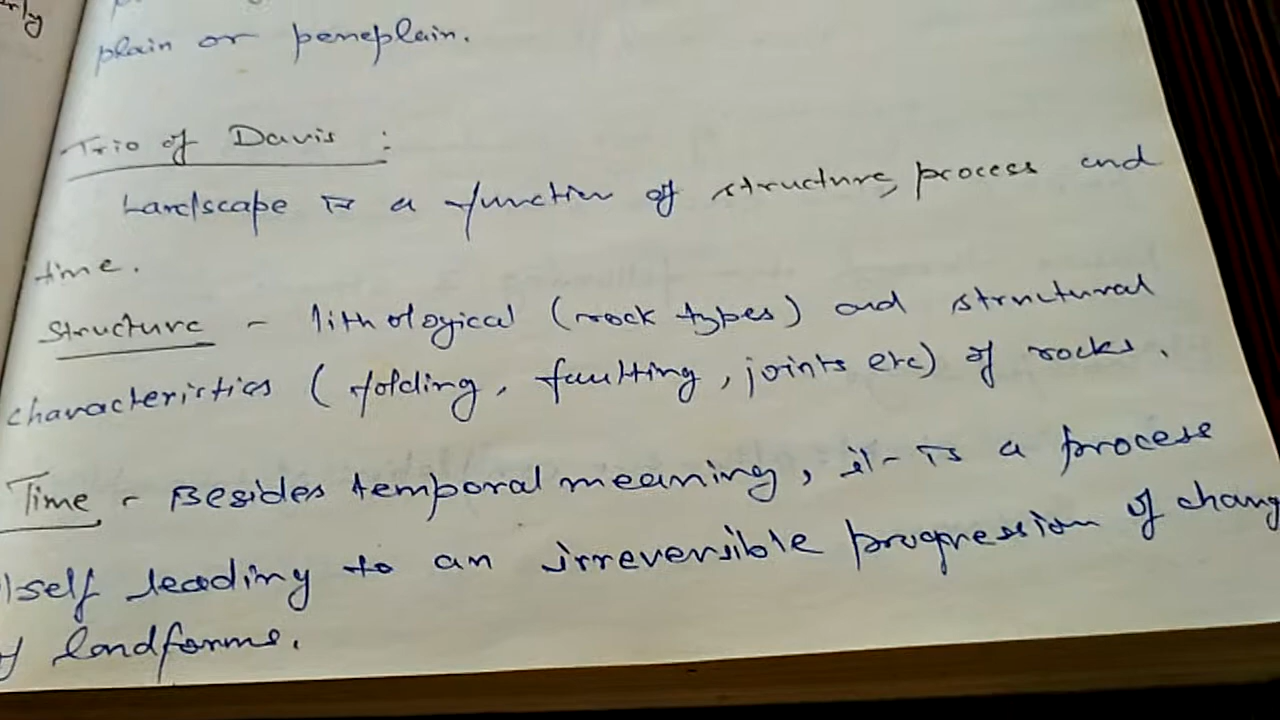 plain or peneplain.
Trio of Davis :
Landscape is a function of structure, process and
time.
Structure - lithological (rock types) and structural
characteristics (folding, faulting, joints etc) of rocks.
Time - Besides temporal meaning, it is a process
itself leading to an irreversible progression of chang
of landforms.